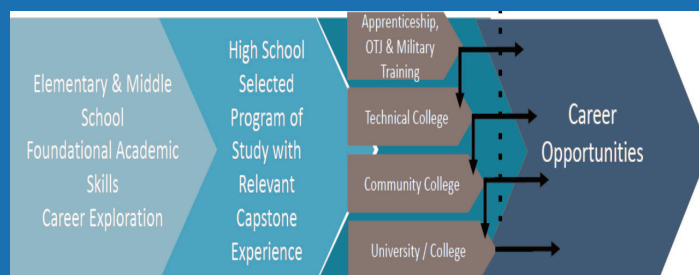 Elementary & Middle
School
Foundational Academic
Skills
Career Exploration
High School
Selected
Program of
Study with
Relevant
Capstone
Experience
Apprenticeship,
OTJ & Military
Training
Technical College
Community College
University / College
Career
Opportunities